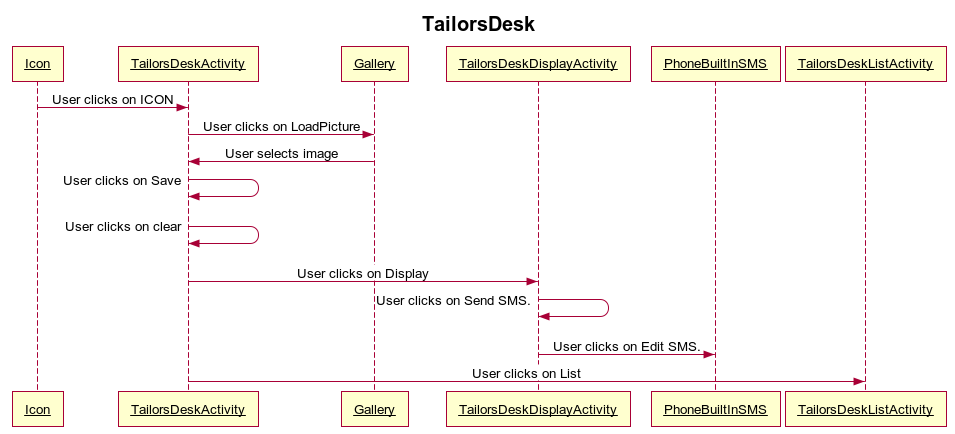 TailorsDesk
Icon
TailorsDeskActivity
Gallery
TailorsDeskDisplayActivity
PhoneBuiltInSMS
TailorsDeskListActivity
User clicks on ICON
User clicks on LoadPicture
User selects image
User clicks on Save
User clicks on clear
User clicks on Display
User clicks on Send SMS.
User clicks on Edit SMS.
User clicks on List
Icon
TailorsDeskActivity
Gallery
TailorsDeskDisplayActivity
PhoneBuiltInSMS
TailorsDeskListActivity